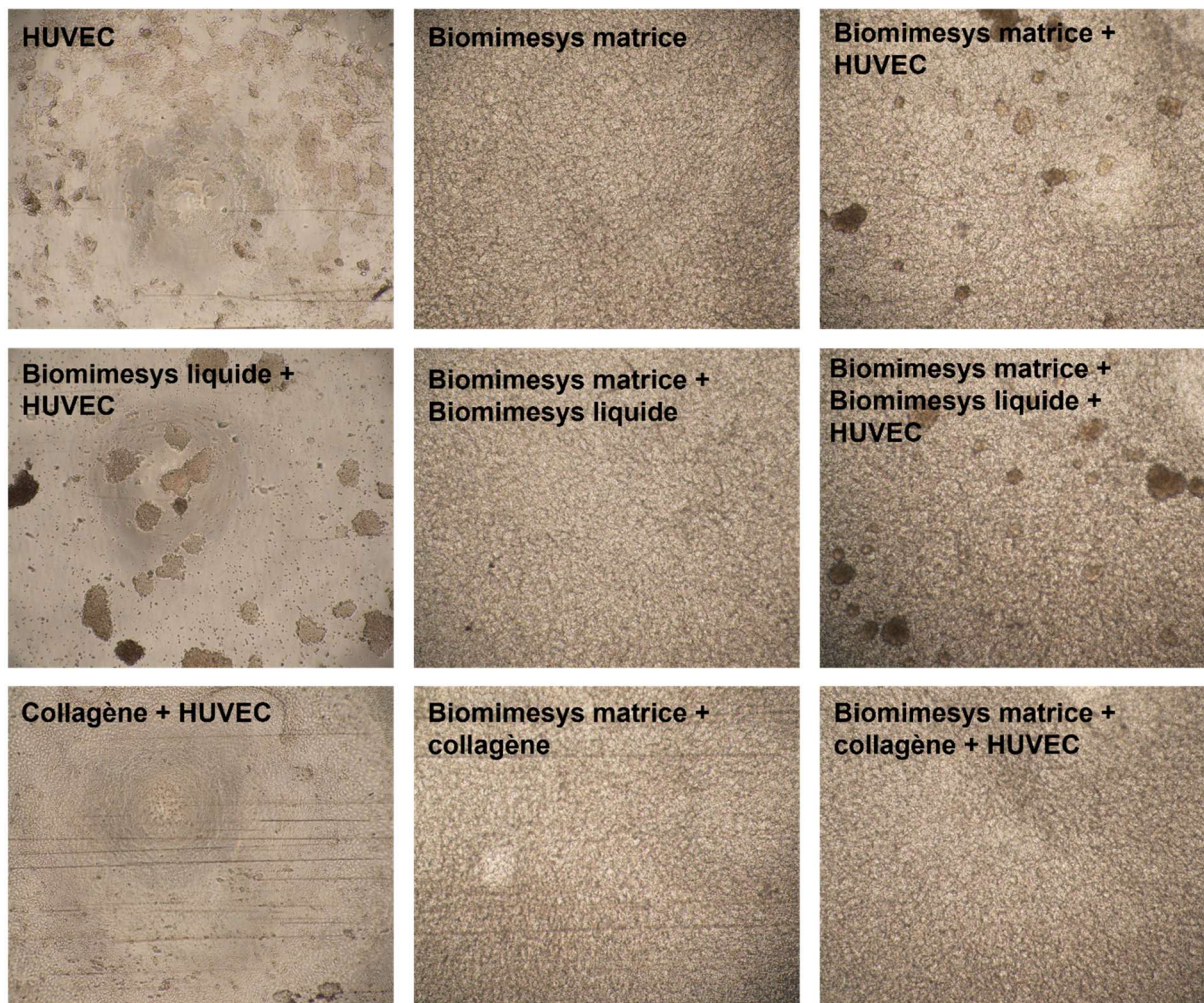 HUVEC
Biomimesys matrice
Biomimesys matrice +
HUVEC
Biomimesys liquide +
HUVEC
Biomimesys matrice +
Biomimesys liquide
Biomimesys matrice +
Biomimesys liquide +
HUVEC
Collagène + HUVEC
Biomimesys matrice +
collagène
Biomimesys matrice +
collagène + HUVEC